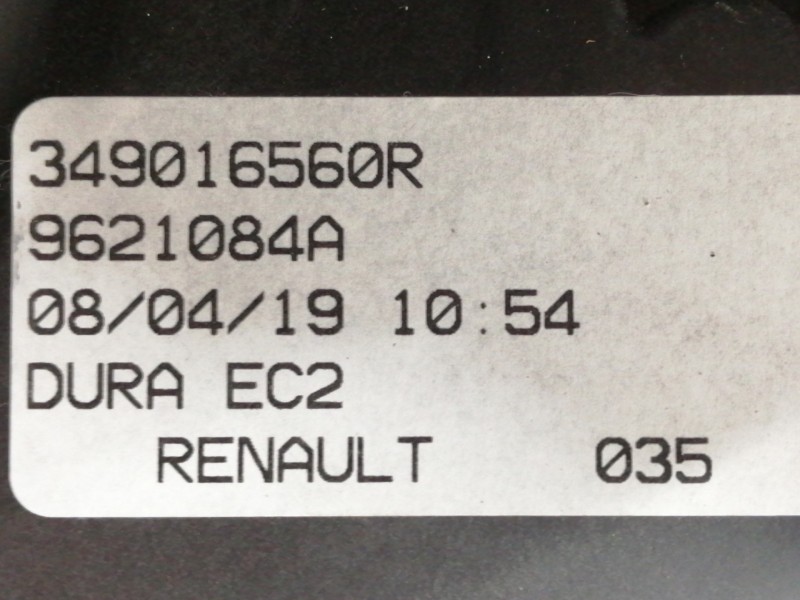 349016560R
9621084A
08/04/19 10:54
DURA EC2
RENAULT 035